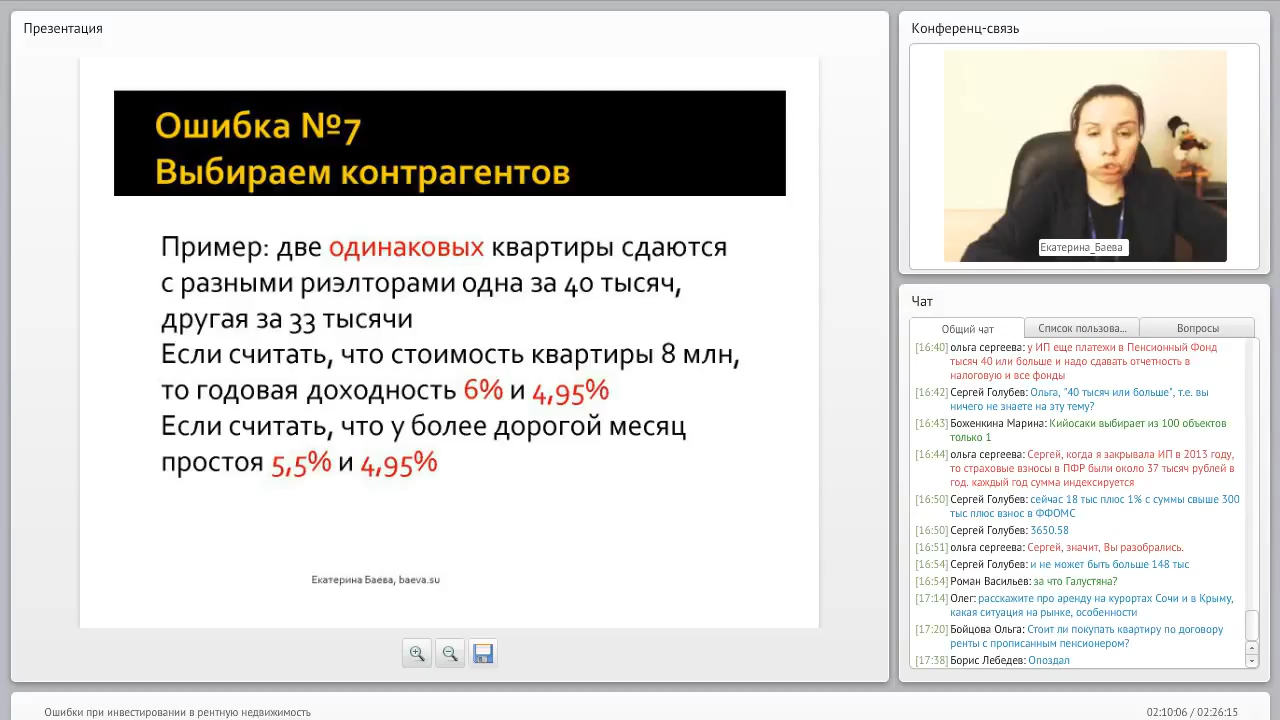 Презентация
Ошибка №7
Выбираем контрагентов
Пример: две одинаковых квартиры сдаются
с разными риэлторами одна за 40 тысяч,
другая за 33 тысячи
Если считать, что стоимость квартиры 8 млн,
то годовая доходность 6% и 4,95%
Если считать, что у более дорогой месяц
простоя 5,5% и 4,95%
Екатерина Баева, baeva.su
Конференц-связь
Екатерина_Баева
Чат
Общий чат
Список пользова...
Вопросы
[16:40] ольга сергеева: у ИП еще платежи в Пенсионный Фонд
тысяч 40 или больше и надо сдавать отчетность в
налоговую и все фонды
[16:42] Сергей Голубев: Ольга, "40 тысяч или больше", т.е. вы
ничего не знаете на эту тему?
[16:43] Боженкина Марина: Кийосаки выбирает из 100 объектов
только 1
[16:44] ольга сергеева: Сергей, когда я закрывала ИП в 2013 году,
то страховые взносы в ПФР были около 37 тысяч рублей в
год. каждый год сумма индексируется
[16:50] Сергей Голубев: сейчас 18 тыс плюс 1% с суммы свыше 300
тыс плюс взнос в ФФОМС
[16:50] Сергей Голубев: 3650.58
[16:51] ольга сергеева: Сергей, значит, Вы разобрались.
[16:54] Сергей Голубев: и не может быть больше 148 тыс
[16:54] Роман Васильев: за что Галустяна?
[17:14] Олег: расскажите про аренду на курортах Сочи и в Крыму,
какая ситуация на рынке, особенности
[17:20] Бойцова Ольга: Стоит ли покупать квартиру по договору
ренты с прописанным пенсионером?
[17:38] Борис Лебедев: Опоздал
Ошибки при инвестировании в рентную недвижимость
02:10:06 / 02:26:15